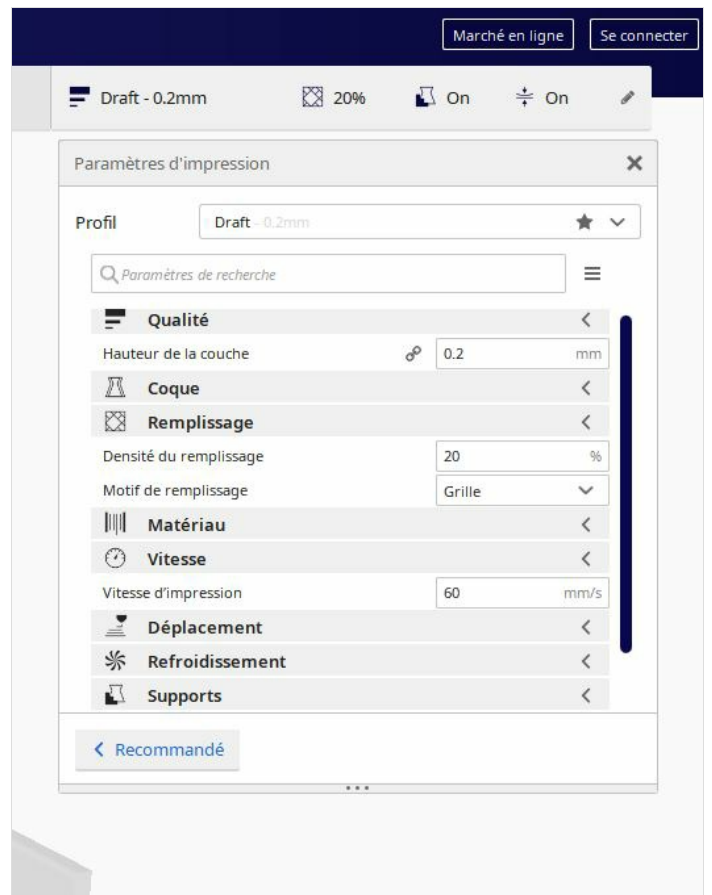 Marché en ligne Se connecter
Draft - 0.2mm 20% On On
Paramètres d'impression
Profil Draft - 0.2mm
Paramètres de recherche
Qualité
Hauteur de la couche 0.2 mm
Coque
Remplissage
Densité du remplissage 20 %
Motif de remplissage Grille
Matériau
Vitesse
Vitesse d’impression 60 mm/s
Déplacement
Refroidissement
Supports
Recommandé